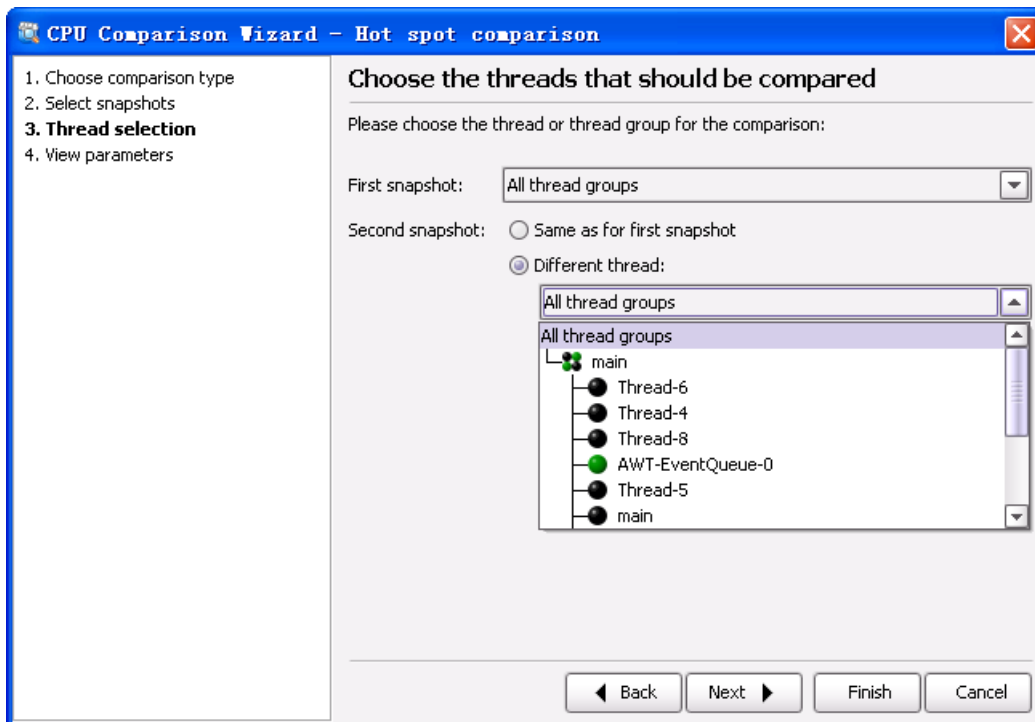 CPU Comparison Wizard - Hot spot comparison
1. Choose comparison type
2. Select snapshots
3. Thread selection
4. View parameters
Choose the threads that should be compared
Please choose the thread or thread group for the comparison:
First snapshot: All thread groups
Second snapshot: Same as for first snapshot
Different thread:
All thread groups
All thread groups
main
Thread-6
Thread-4
Thread-8
AWT-EventQueue-0
Thread-5
main
Back Next Finish Cancel